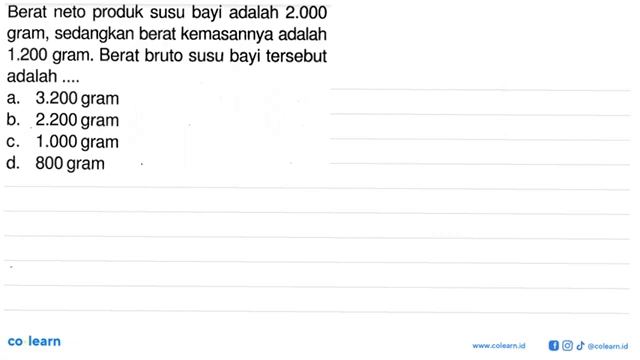 Berat neto produk susu bayi adalah 2.000
gram, sedangkan berat kemasannya adalah
1.200 gram. Berat bruto susu bayi tersebut
adalah ....
a. 3.200 gram
b. 2.200 gram
c. 1.000 gram
d. 800 gram
co learn
www.colearn.id @colearn.id